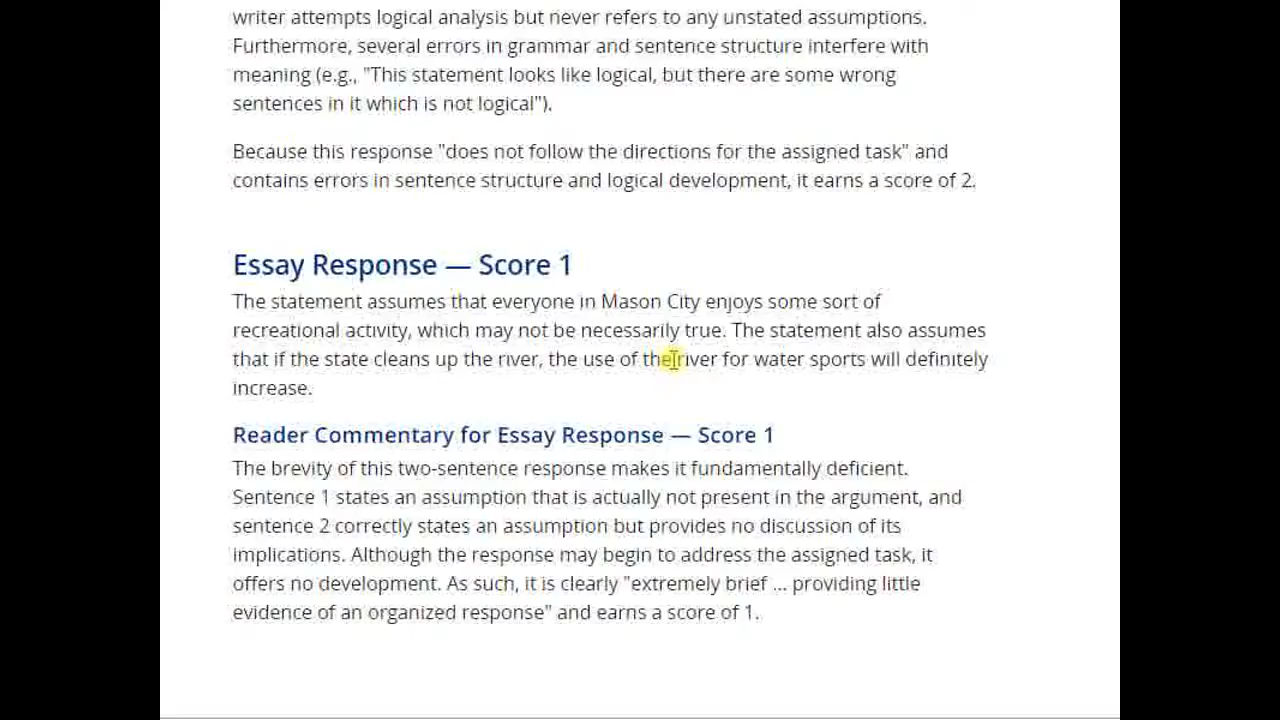 writer attempts logical analysis but never refers to any unstated assumptions.
Furthermore, several errors in grammar and sentence structure interfere with
meaning (e.g., "This statement looks like logical, but there are some wrong
sentences in it which is not logical").
Because this response "does not follow the directions for the assigned task" and
contains errors in sentence structure and logical development, it earns a score of 2.
Essay Response — Score 1
The statement assumes that everyone in Mason City enjoys some sort of
recreational activity, which may not be necessarily true. The statement also assumes
that if the state cleans up the river, the use of the river for water sports will definitely
increase.
Reader Commentary for Essay Response — Score 1
The brevity of this two-sentence response makes it fundamentally deficient.
Sentence 1 states an assumption that is actually not present in the argument, and
sentence 2 correctly states an assumption but provides no discussion of its
implications. Although the response may begin to address the assigned task, it
offers no development. As such, it is clearly "extremely brief ... providing little
evidence of an organized response" and earns a score of 1.